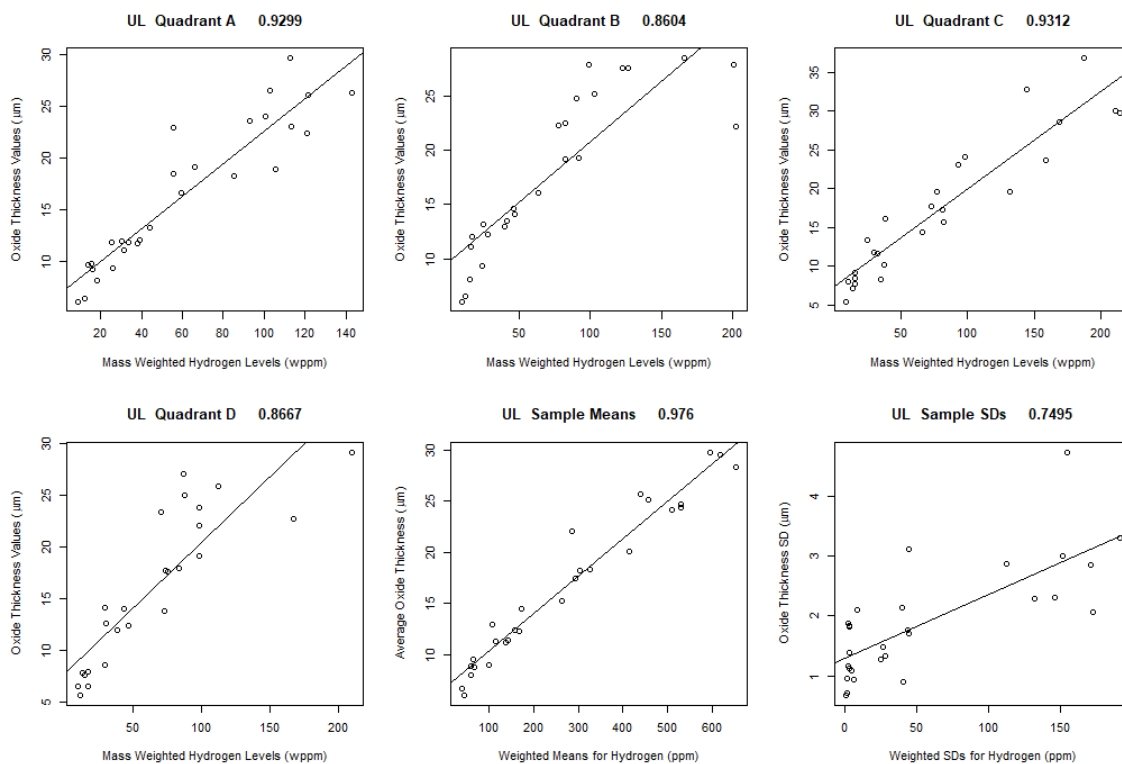 UL Quadrant A 0.9299
Oxide Thickness Values (µm)
30
25
20
15
10
20 40 60 80 100 120 140
Mass Weighted Hydrogen Levels (wppm)
UL Quadrant B 0.8604
Oxide Thickness Values (µm)
25
20
15
10
50 100 150 200
Mass Weighted Hydrogen Levels (wppm)
UL Quadrant C 0.9312
Oxide Thickness Values (µm)
35
30
25
20
15
10
5
50 100 150 200
Mass Weighted Hydrogen Levels (wppm)
UL Quadrant D 0.8667
Oxide Thickness Values (µm)
30
25
20
15
10
5
50 100 150 200
Mass Weighted Hydrogen Levels (wppm)
UL Sample Means 0.976
Average Oxide Thickness (µm)
30
25
20
15
10
100 200 300 400 500 600
Weighted Means for Hydrogen (ppm)
UL Sample SDs 0.7495
Oxide Thickness SD (µm)
4
3
2
1
0 50 100 150
Weighted SDs for Hydrogen (ppm)